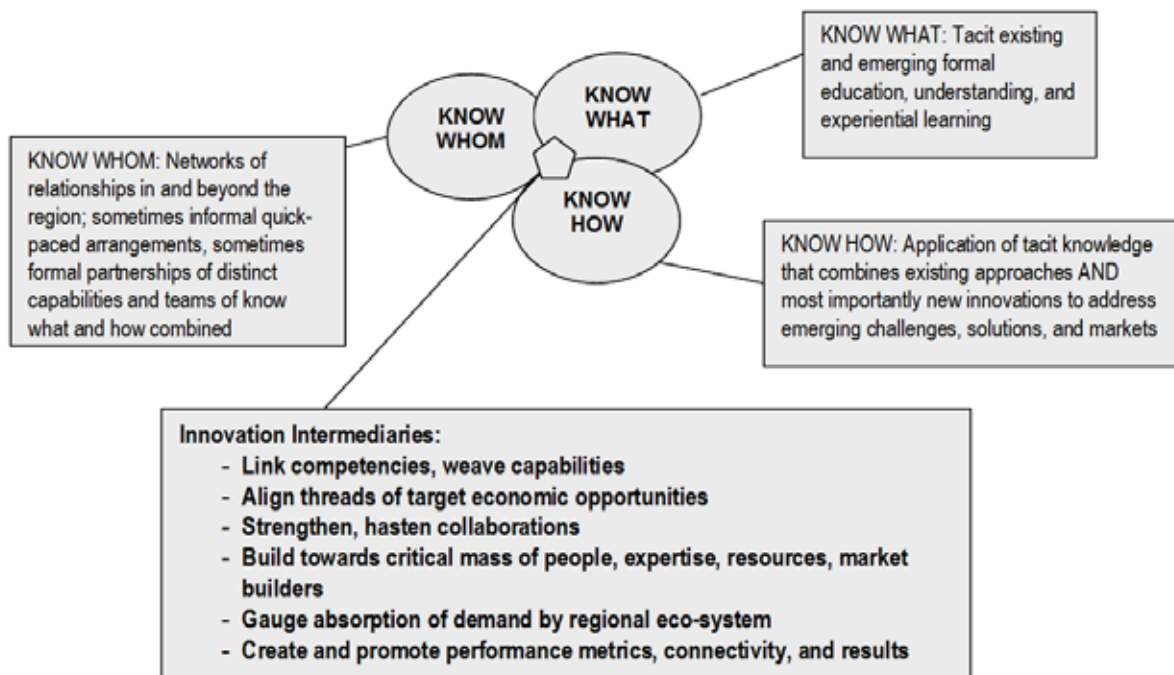 KNOW WHAT: Tacit existing
and emerging formal
education, understanding, and
experiential learning
KNOW
WHAT
KNOW
WHOM
KNOW WHOM: Networks of
relationships in and beyond the
region; sometimes informal quick-
paced arrangements, sometimes
formal partnerships of distinct
capabilities and teams of know
what and how combined
KNOW
HOW
KNOW HOW: Application of tacit knowledge
that combines existing approaches AND
most importantly new innovations to address
emerging challenges, solutions, and markets
Innovation Intermediaries:
- Link competencies, weave capabilities
- Align threads of target economic opportunities
- Strengthen, hasten collaborations
- Build towards critical mass of people, expertise, resources, market
builders
- Gauge absorption of demand by regional eco-system
- Create and promote performance metrics, connectivity, and results